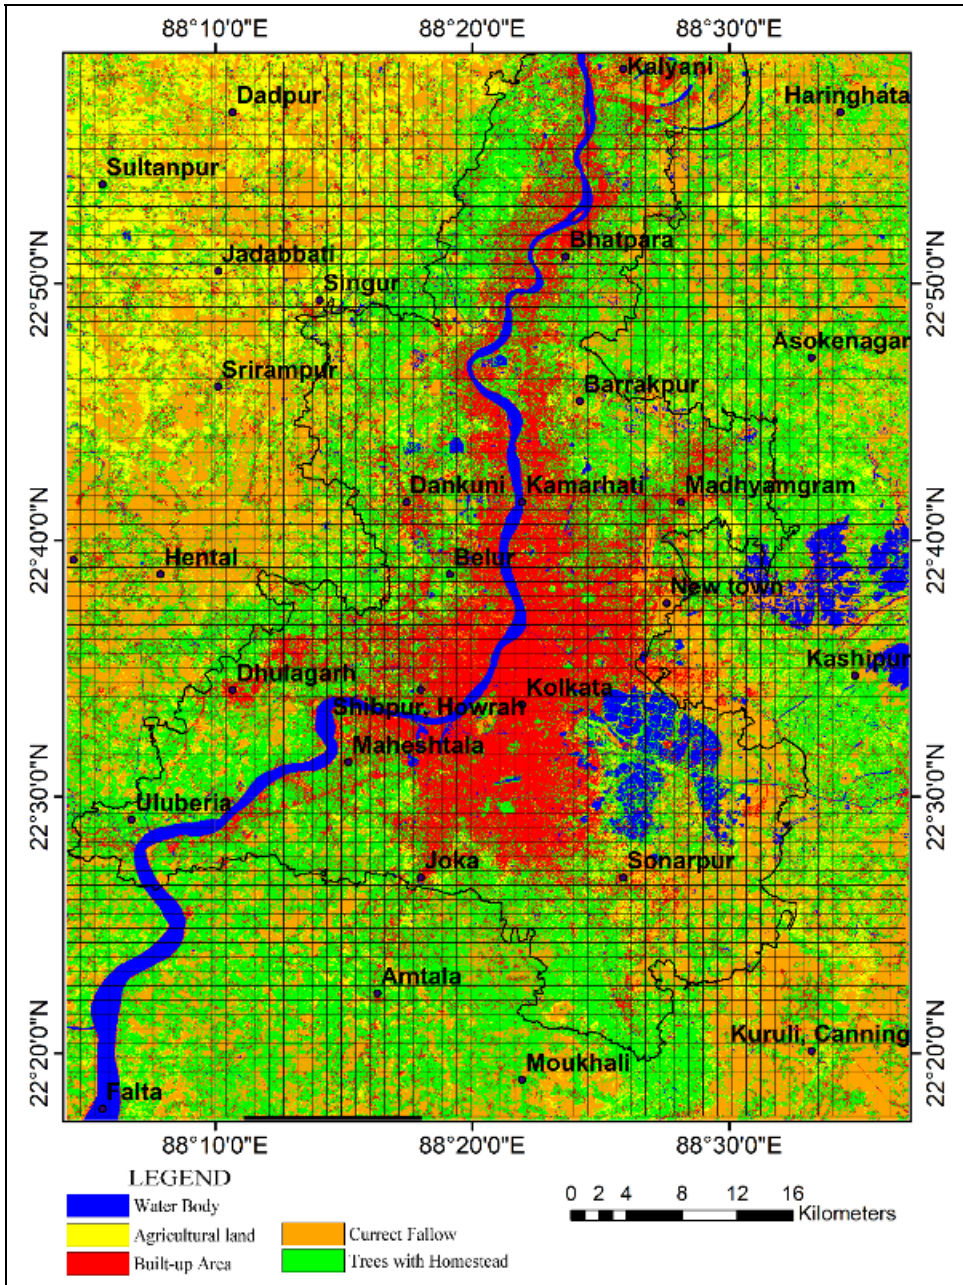 88°10'0"E 88°20'0"E 88°30'0"E
Kalyani
Dadpur
Haringhata
Sultanpur
Bhatpara
Jadabbati
Singur
22°50'0"N 22°50'0"N
Asokenagar
Srirampur
Barrakpur
Dankuni Kamarhati Madhyamgram
22°40'0"N 22°40'0"N
Hental Belur
New town
Kashipur
Dhulagarh
Kolkata
Shibpur, Howrah
Maheshtala
22°30'0"N 22°30'0"N
Uluberia
Joka Sonarpur
Amtala
22°20'0"N 22°20'0"N
Kuruli, Canning
Moukhali
Falta
88°10'0"E 88°20'0"E 88°30'0"E
LEGEND
Water Body
Agricultural land
Built-up Area
Currect Fallow
Trees with Homestead
0 2 4 8 12 16
Kilometers